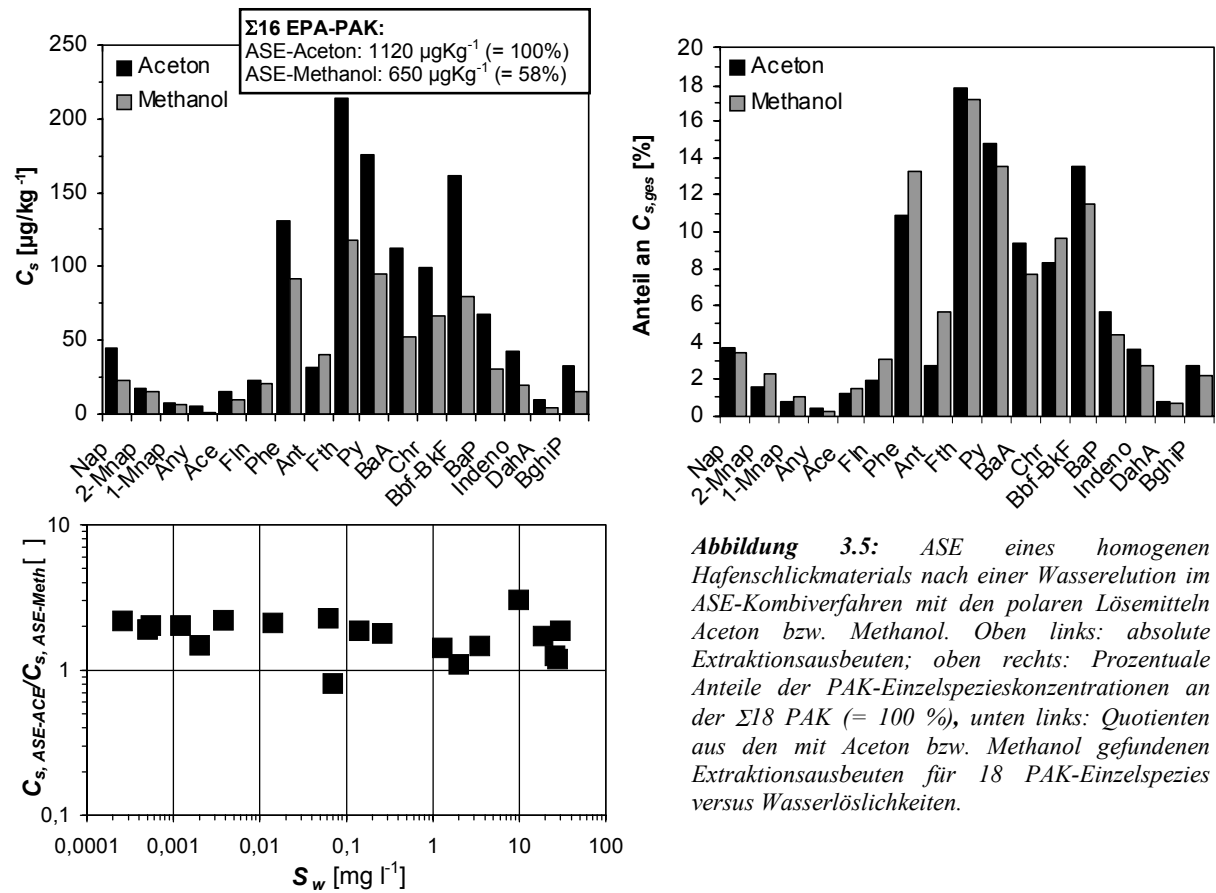 Σ16 EPA-PAK:
ASE-Aceton: 1120 µgKg⁻¹ (= 100%)
ASE-Methanol: 650 µgKg⁻¹ (= 58%)
Aceton
Methanol
250
200
150
100
50
0
C_s [µg/kg⁻¹]
Nap
2- Mnap
1-Mnap
Any
Ace
Fln
Phe
Ant
Fth
Py
BaA
Chr
Bbf-BkF
BaP
Indeno
DahA
BghiP
Aceton
Methanol
20
18
16
14
12
10
8
6
4
2
0
Anteil an C_s,ges [%]
Nap
2-Mnap
1-Mnap
Any
Ace
Fln
Phe
Ant
Fth
Py
BaA
Chr
Bbf-BkF
BaP
Indeno
DahA
BghiP
10
1
0,1
C_s, ASE-ACE/C_s, ASE-Meth [ ]
0,0001
0,001
0,01
0,1
1
10
100
S_w [mg l⁻¹]
Abbildung 3.5: ASE eines homogenen
Hafenschlickmaterials nach einer Wasserelution im
ASE-Kombiverfahren mit den polaren Lösemitteln
Aceton bzw. Methanol. Oben links: absolute
Extraktionsausbeuten; oben rechts: Prozentuale
Anteile der PAK-Einzelspezieskonzentrationen an
der Σ18 PAK (= 100 %), unten links: Quotienten
aus den mit Aceton bzw. Methanol gefundenen
Extraktionsausbeuten für 18 PAK-Einzelspezies
versus Wasserlöslichkeiten.